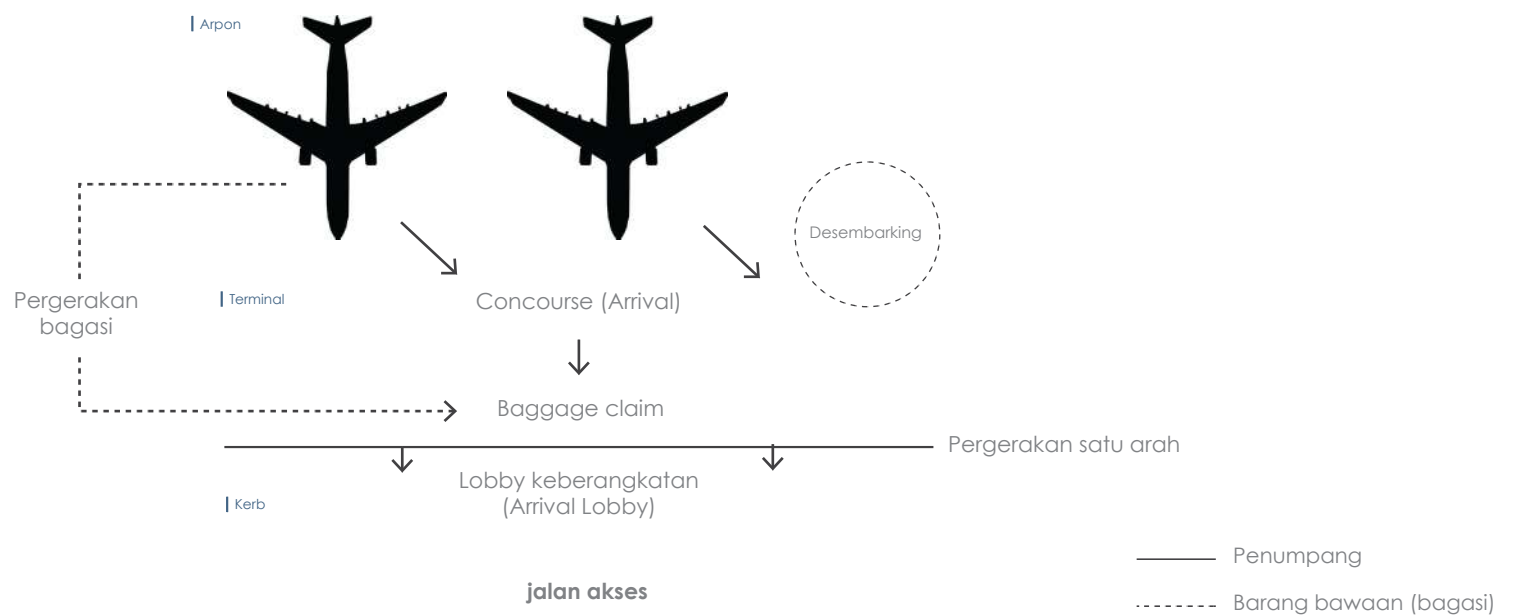 Arpon
Desembarking
Pergerakan
bagasi
Terminal
Concourse (Arrival)
Baggage claim
Pergerakan satu arah
Lobby keberangkatan
(Arrival Lobby)
Kerb
Penumpang
jalan akses
Barang bawaan (bagasi)